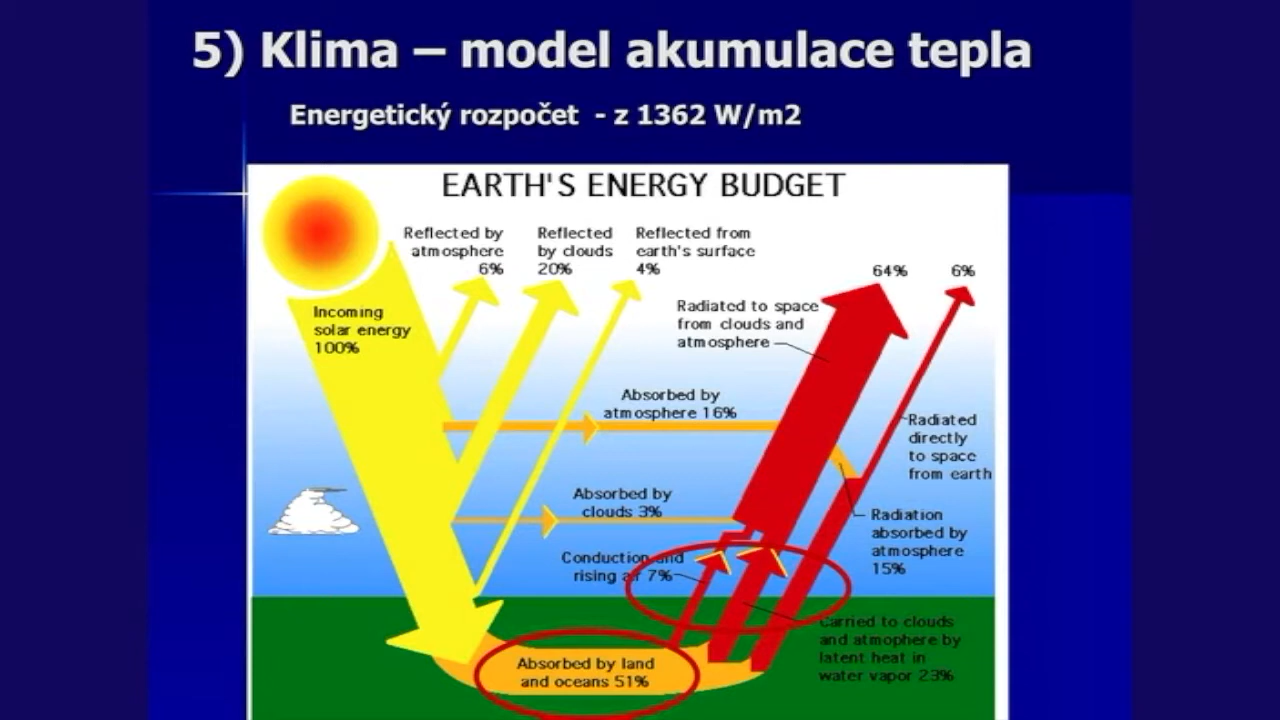 5) Klima – model akumulace tepla
Energetický rozpočet - z 1362 W/m2
EARTH'S ENERGY BUDGET
Reflected by
atmosphere
6%
Reflected
by clouds
20%
Reflected from
earth's surface
4%
64%
6%
Incoming
solar energy
100%
Radiated to space
from clouds and
atmosphere
Absorbed by
atmosphere 16%
Radiated
directly
to space
from earth
Absorbed by
clouds 3%
Radiation
absorbed by
atmosphere
15%
Conduction and
rising air 7%
Carried to clouds
and atmophere by
latent heat in
water vapor 23%
Absorbed by land
and oceans 51%